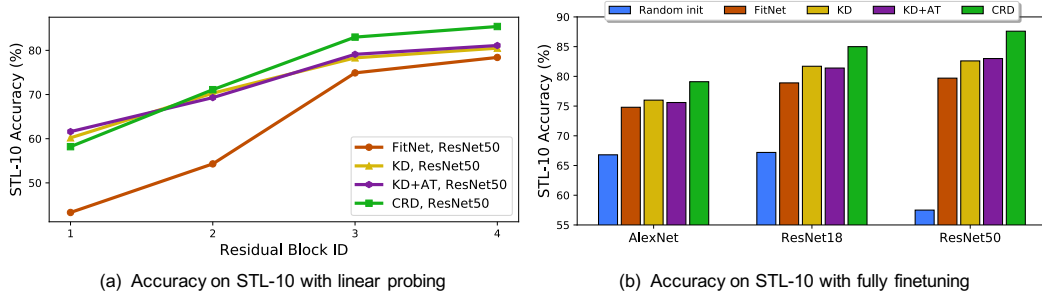 STL-10 Accuracy (%)
80
70
60
50
1
2
3
4
Residual Block ID
FitNet, ResNet50
KD, ResNet50
KD+AT, ResNet50
CRD, ResNet50
(a) Accuracy on STL-10 with linear probing
Random init
FitNet
KD
KD+AT
CRD
STL-10 Accuracy (%)
90
85
80
75
70
65
60
55
AlexNet
ResNet18
ResNet50
(b) Accuracy on STL-10 with fully finetuning